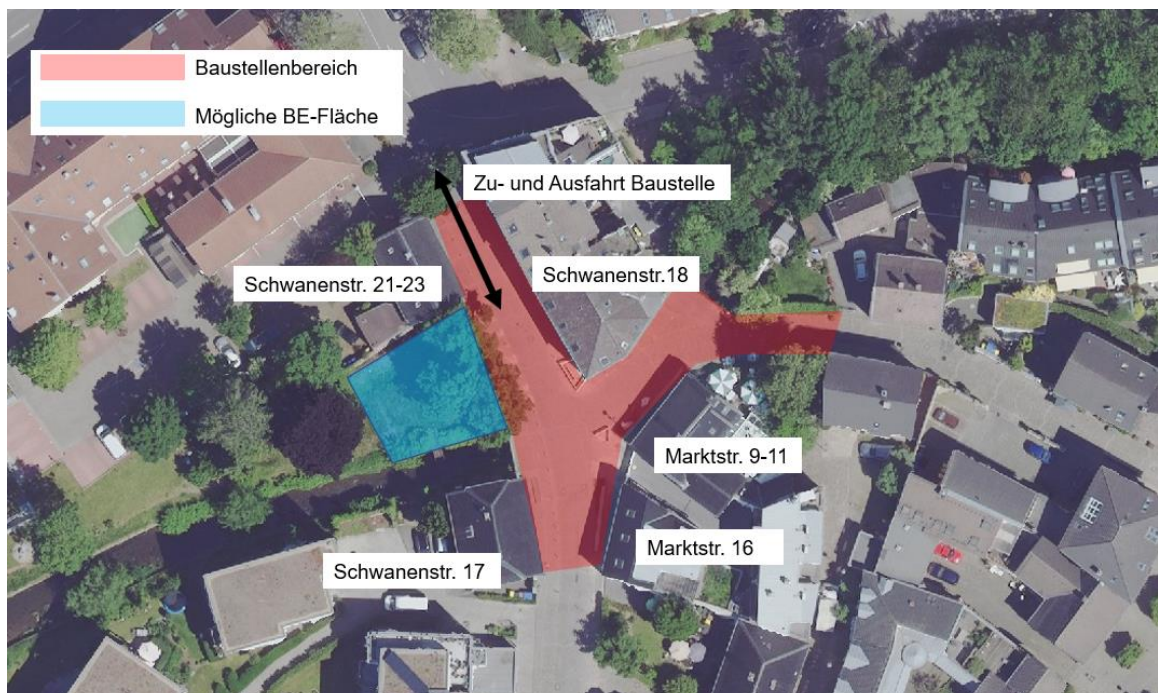 Baustellenbereich
Mögliche BE-Fläche
Zu- und Ausfahrt Baustelle
Schwanenstr.18
Schwanenstr. 21-23
Marktstr. 9-11
Marktstr. 16
Schwanenstr. 17